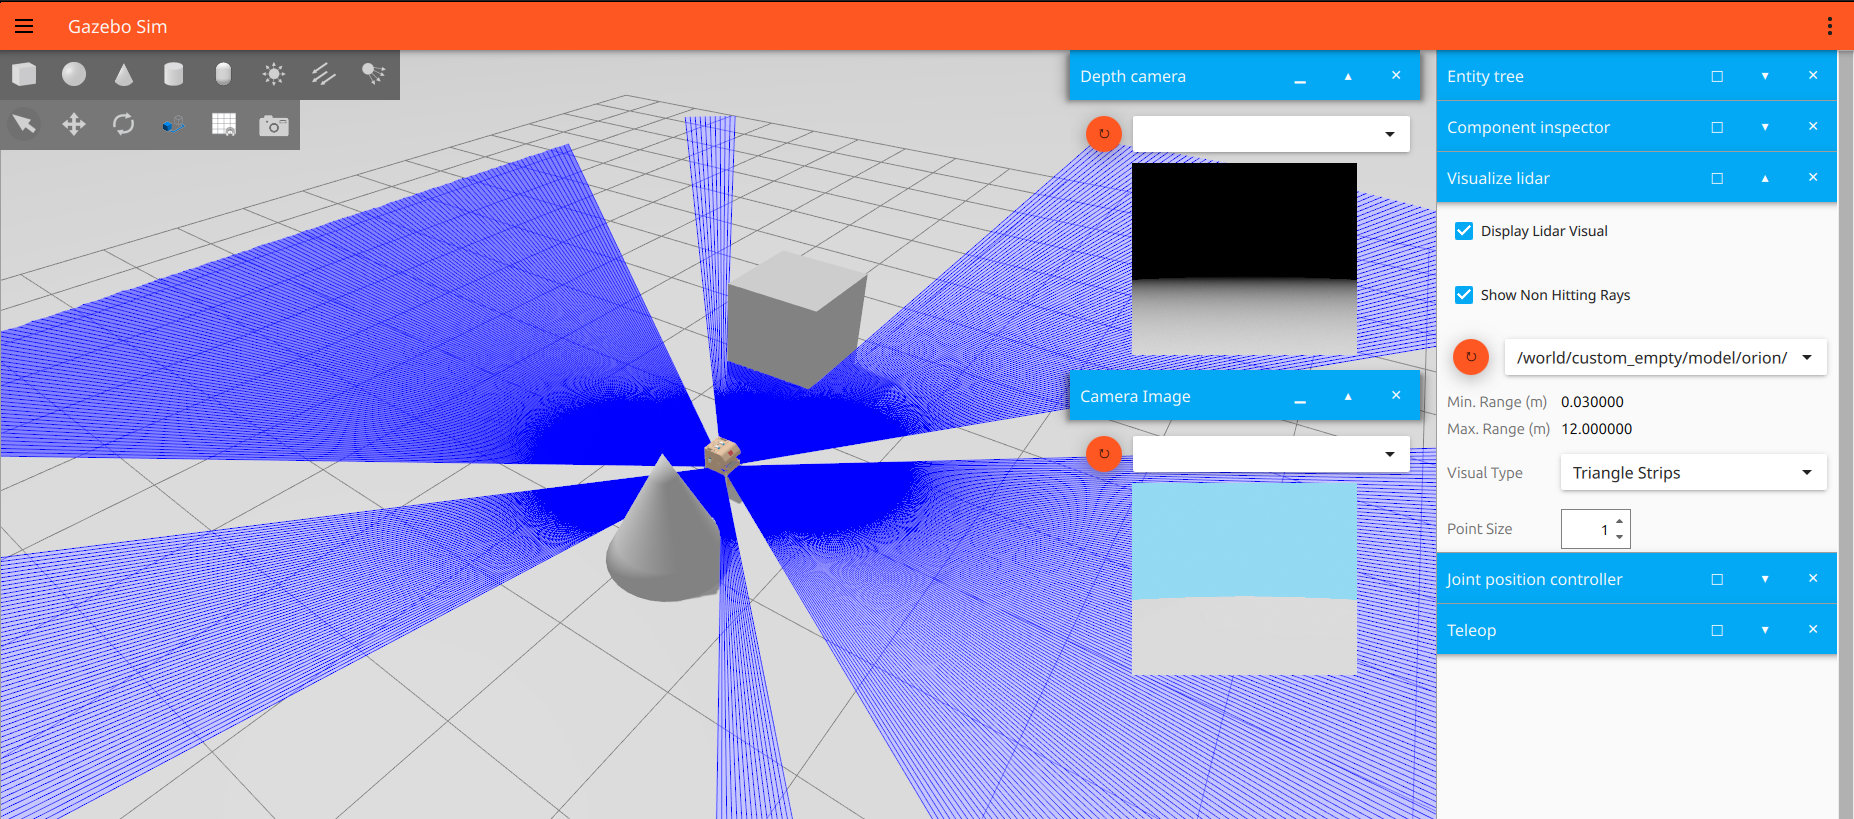 Gazebo Sim
Depth camera
Camera Image
Entity tree
Component inspector
Visualize lidar
Display Lidar Visual
Show Non Hitting Rays
/world/custom_empty/model/orion/
Min. Range (m) 0.030000
Max. Range (m) 12.000000
Visual Type Triangle Strips
Point Size 1
Joint position controller
Teleop